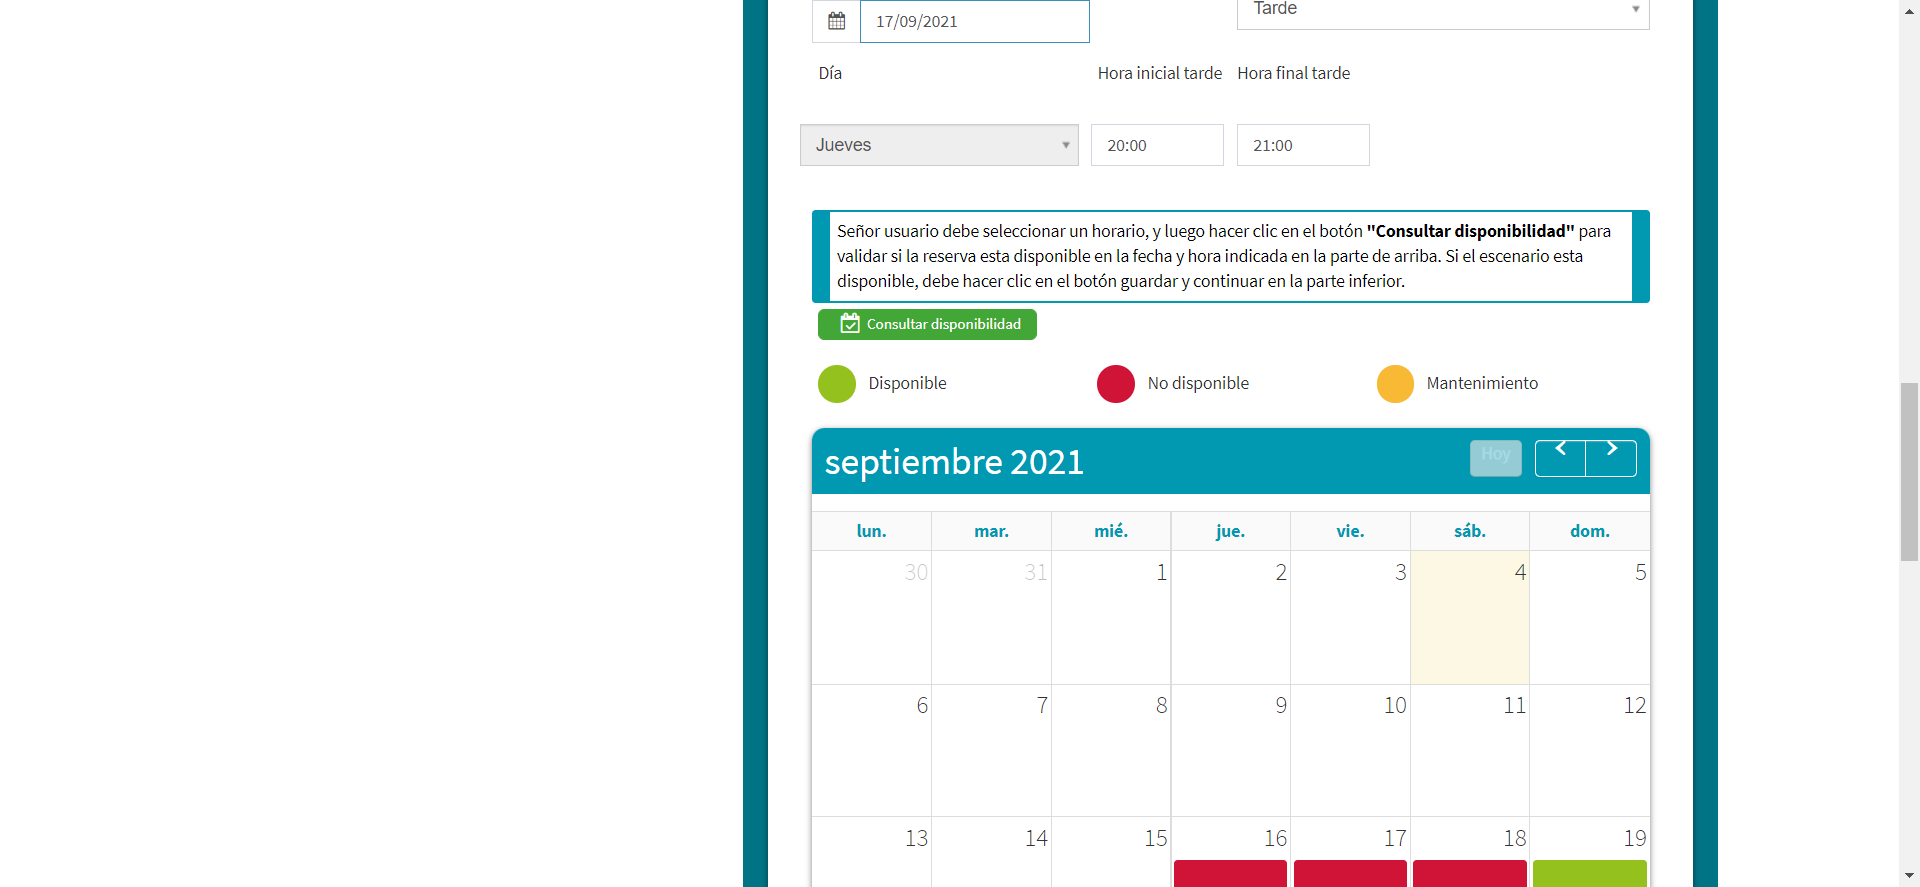 17/09/2021
Tarde
Día
Hora inicial tarde
Hora final tarde
Jueves
20:00
21:00
Señor usuario debe seleccionar un horario, y luego hacer clic en el botón "Consultar disponibilidad" para
validar si la reserva esta disponible en la fecha y hora indicada en la parte de arriba. Si el escenario esta
disponible, debe hacer clic en el botón guardar y continuar en la parte inferior.
Consultar disponibilidad
Disponible
No disponible
Mantenimiento
septiembre 2021
Hoy
lun. mar. mié. jue. vie. sáb. dom.
30 31 1 2 3 4 5
6 7 8 9 10 11 12
13 14 15 16 17 18 19